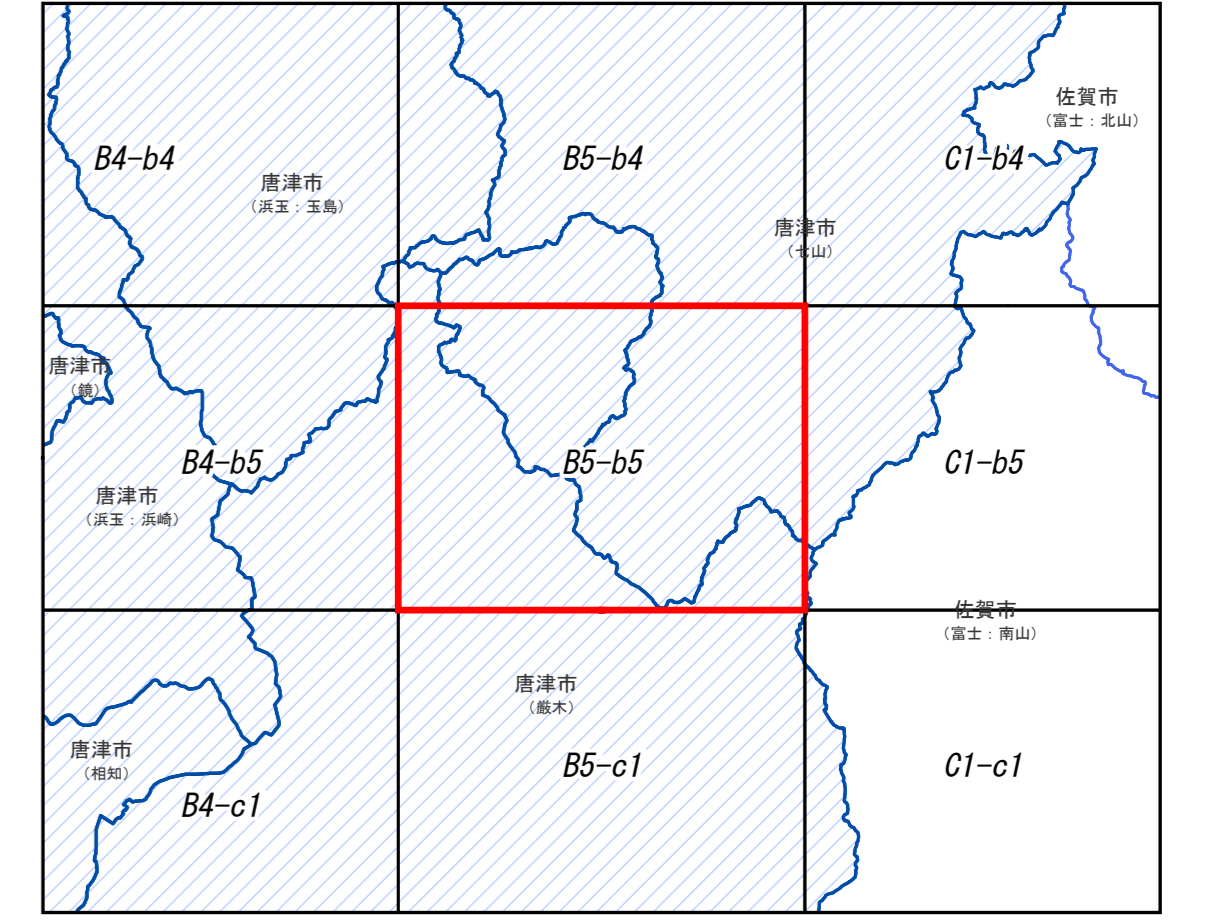 佐賀市
（富士：北山）
B4-b4
B5-b4
C1-b4
唐津市
（浜玉：玉島）
唐津市
（七山）
唐津市
（鏡）
B4-b5
B5-b5
C1-b5
唐津市
（浜玉：浜崎）
佐賀市
（富士：南山）
唐津市
（厳木）
唐津市
（相知）
B5-c1
C1-c1
B4-c1